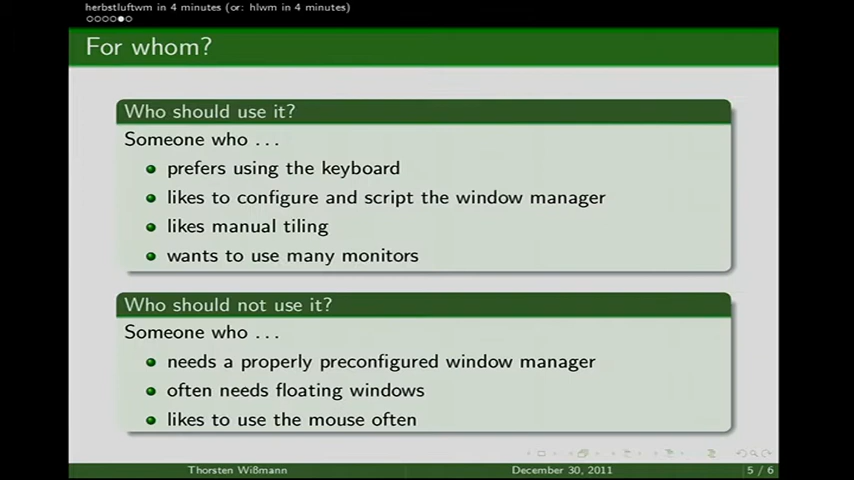 herbstluftwm in 4 minutes (or: hlwm in 4 minutes)
For whom?
Who should use it?
Someone who ...
prefers using the keyboard
likes to configure and script the window manager
likes manual tiling
wants to use many monitors
Who should not use it?
Someone who ...
needs a properly preconfigured window manager
often needs floating windows
likes to use the mouse often
Thorsten Wißmann December 30, 2011 5 / 6